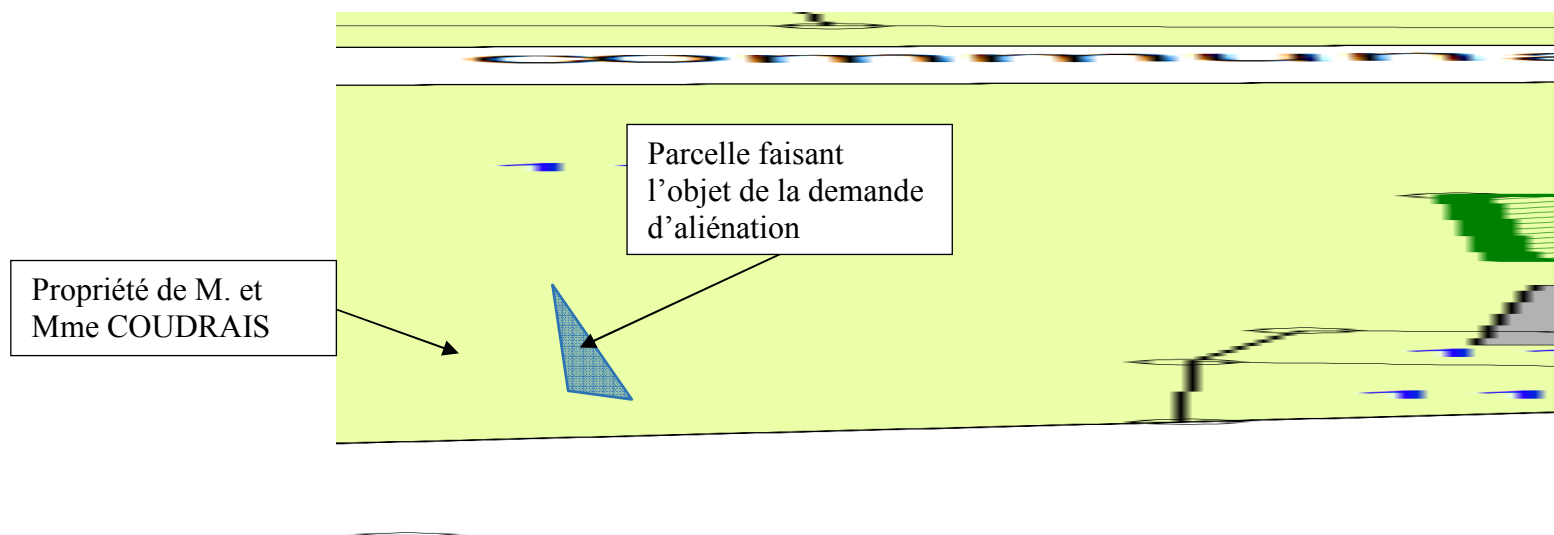 Parcelle faisant
l’objet de la demande
d’aliénation
Propriété de M. et
Mme COUDRAIS